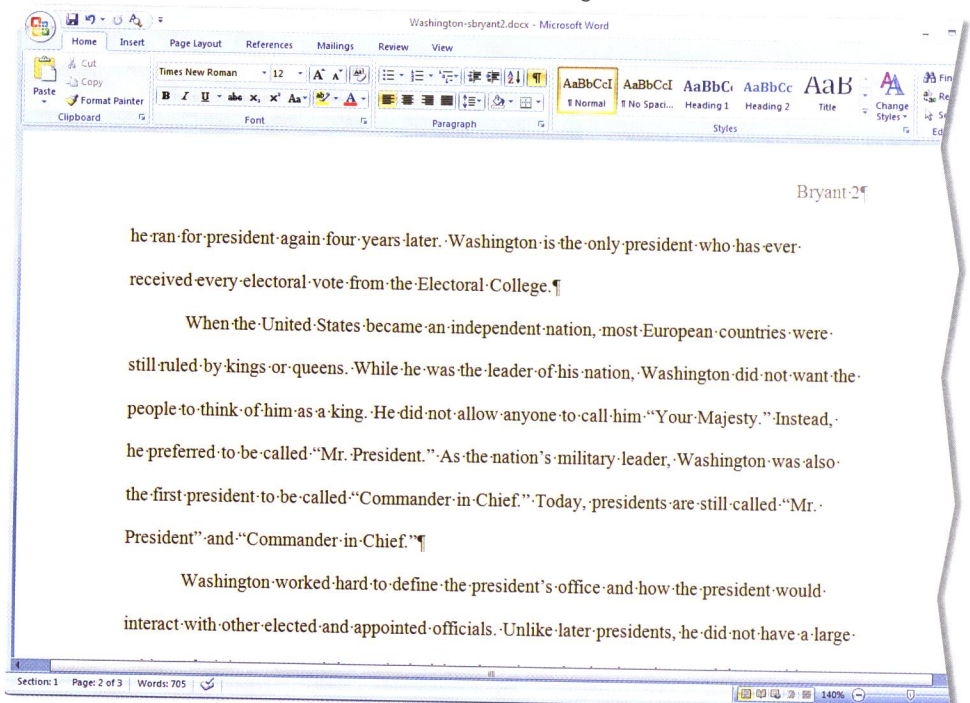 Washington-sbryant2.docx - Microsoft Word
Home Insert Page Layout References Mailings Review View
Paste
Cut
Copy
Format Painter
Clipboard
Times New Roman 12
B I U abc x, x² Aa
Font
Paragraph
AaBbCcI AaBbCcI AaBbC AaBbCc AaB
¶ Normal ¶ No Spaci... Heading 1 Heading 2 Title
Change Styles
Styles
Fin
Re
Ed
Bryant·2¶
he·ran·for·president·again·four·years·later.·Washington·is·the·only·president·who·has·ever·
received·every·electoral·vote·from·the·Electoral·College.¶
When·the·United·States·became·an·independent·nation,·most·European·countries·were·
still·ruled·by·kings·or·queens.·While·he·was·the·leader·of·his·nation,·Washington·did·not·want·the·
people·to·think·of·him·as·a·king.·He·did·not·allow·anyone·to·call·him·“Your·Majesty.”·Instead,·
he·preferred·to·be·called·“Mr.·President.”·As·the·nation’s·military·leader,·Washington·was·also·
the·first·president·to·be·called·“Commander·in·Chief.”·Today,·presidents·are·still·called·“Mr.·
President”·and·“Commander·in·Chief.”¶
Washington·worked·hard·to·define·the·president’s·office·and·how·the·president·would·
interact·with·other·elected·and·appointed·officials.·Unlike·later·presidents,·he·did·not·have·a·large·
Section: 1 Page: 2 of 3 Words: 705 140%